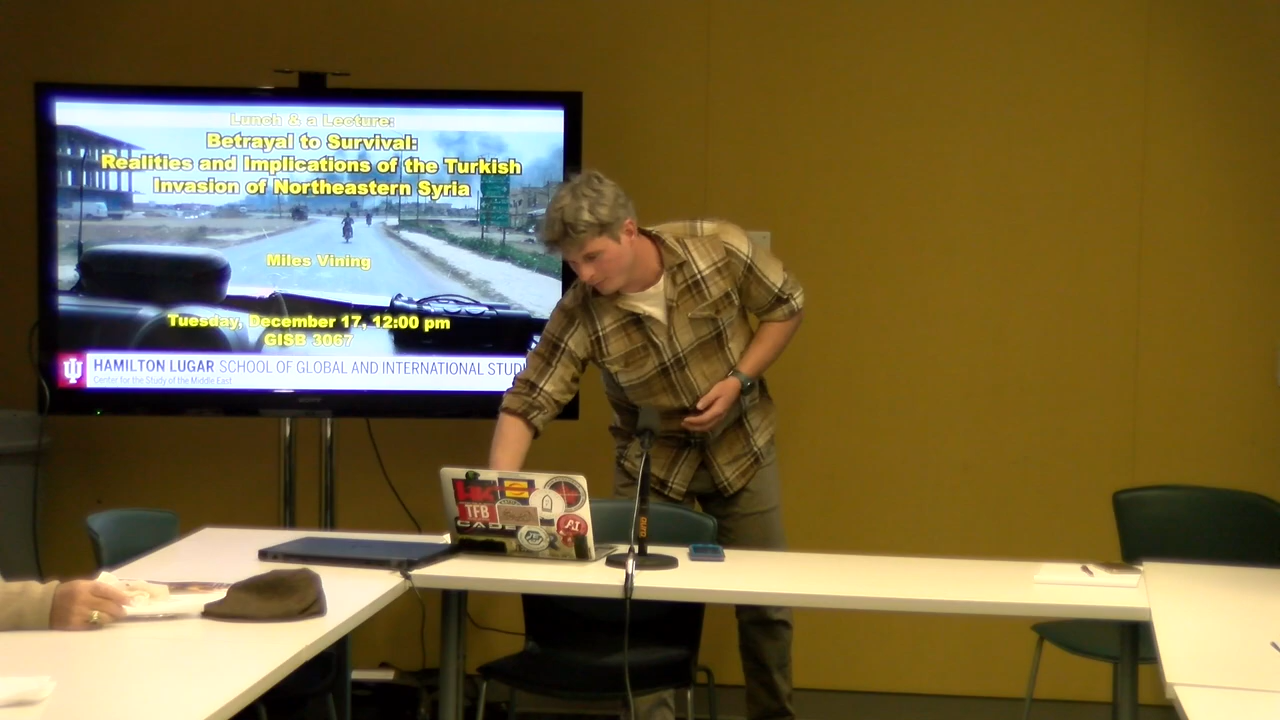 Lunch & a Lecture:
Betrayal to Survival:
Realities and Implications of the Turkish
Invasion of Northeastern Syria
Miles Vining
Tuesday, December 17, 12:00 pm
GISB 3067
HAMILTON LUGAR SCHOOL OF GLOBAL AND INTERNATIONAL STUDI
Center for the Study of the Middle East
TFB
AI